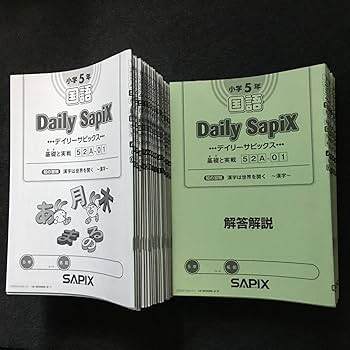 小学5年
国語
Daily SapiX
•••デイリーサピックス•••
基礎と実戦 52A-01
漢字は世界を開く ～漢字～
SAPIX
小学5年
国語
Daily SapiX
•••デイリーサピックス•••
基礎と実戦 52A-01
漢字は世界を開く ～漢字～
解答解説
SAPIX